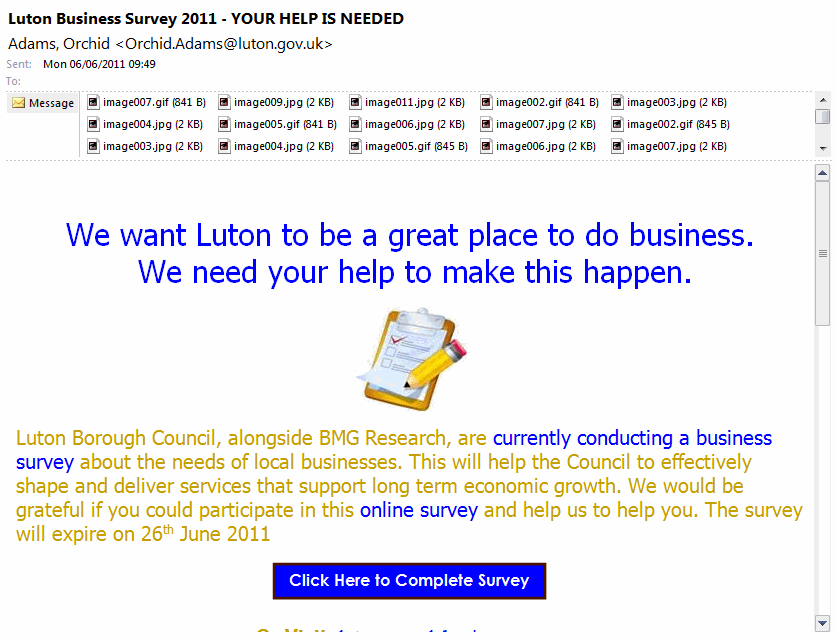 Luton Business Survey 2011 - YOUR HELP IS NEEDED
Adams, Orchid <Orchid.Adams@luton.gov.uk>
Sent: Mon 06/06/2011 09:49
To:
Message image007.gif (841 B) image009.jpg (2 KB) image011.jpg (2 KB) image002.gif (841 B) image003.jpg (2 KB)
image004.jpg (2 KB) image005.gif (841 B) image006.jpg (2 KB) image007.jpg (2 KB) image002.gif (845 B)
image003.jpg (2 KB) image004.jpg (2 KB) image005.gif (845 B) image006.jpg (2 KB) image007.jpg (2 KB)
We want Luton to be a great place to do business.
We need your help to make this happen.
Luton Borough Council, alongside BMG Research, are currently conducting a business
survey about the needs of local businesses. This will help the Council to effectively
shape and deliver services that support long term economic growth. We would be
grateful if you could participate in this online survey and help us to help you. The survey
will expire on 26th June 2011
Click Here to Complete Survey